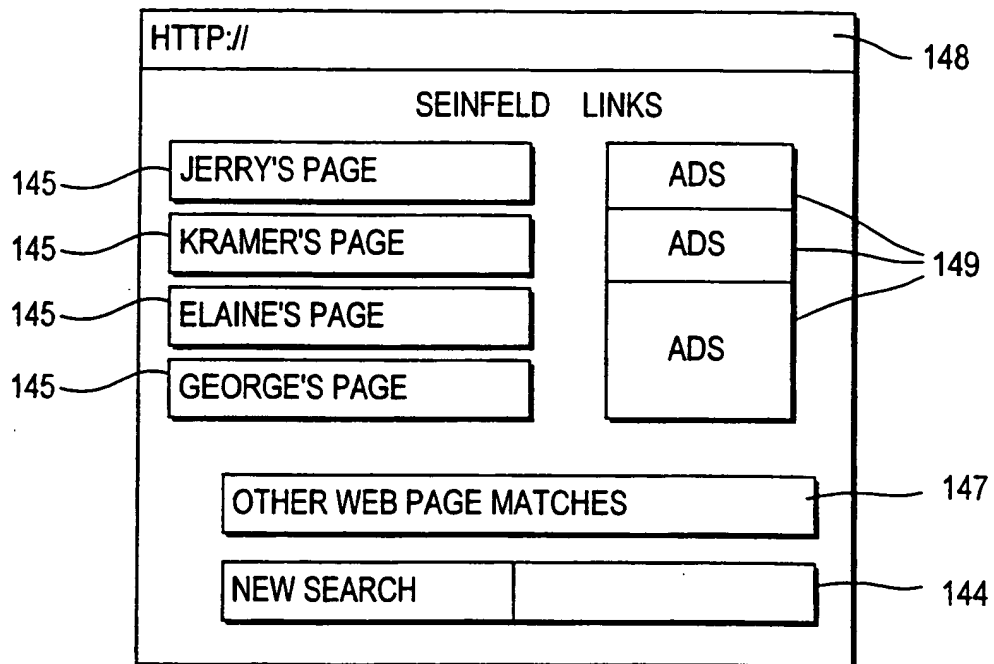 HTTP://
148
SEINFELD LINKS
145 JERRY'S PAGE
145 KRAMER'S PAGE
145 ELAINE'S PAGE
145 GEORGE'S PAGE
ADS
ADS
ADS
149
OTHER WEB PAGE MATCHES 147
NEW SEARCH 144